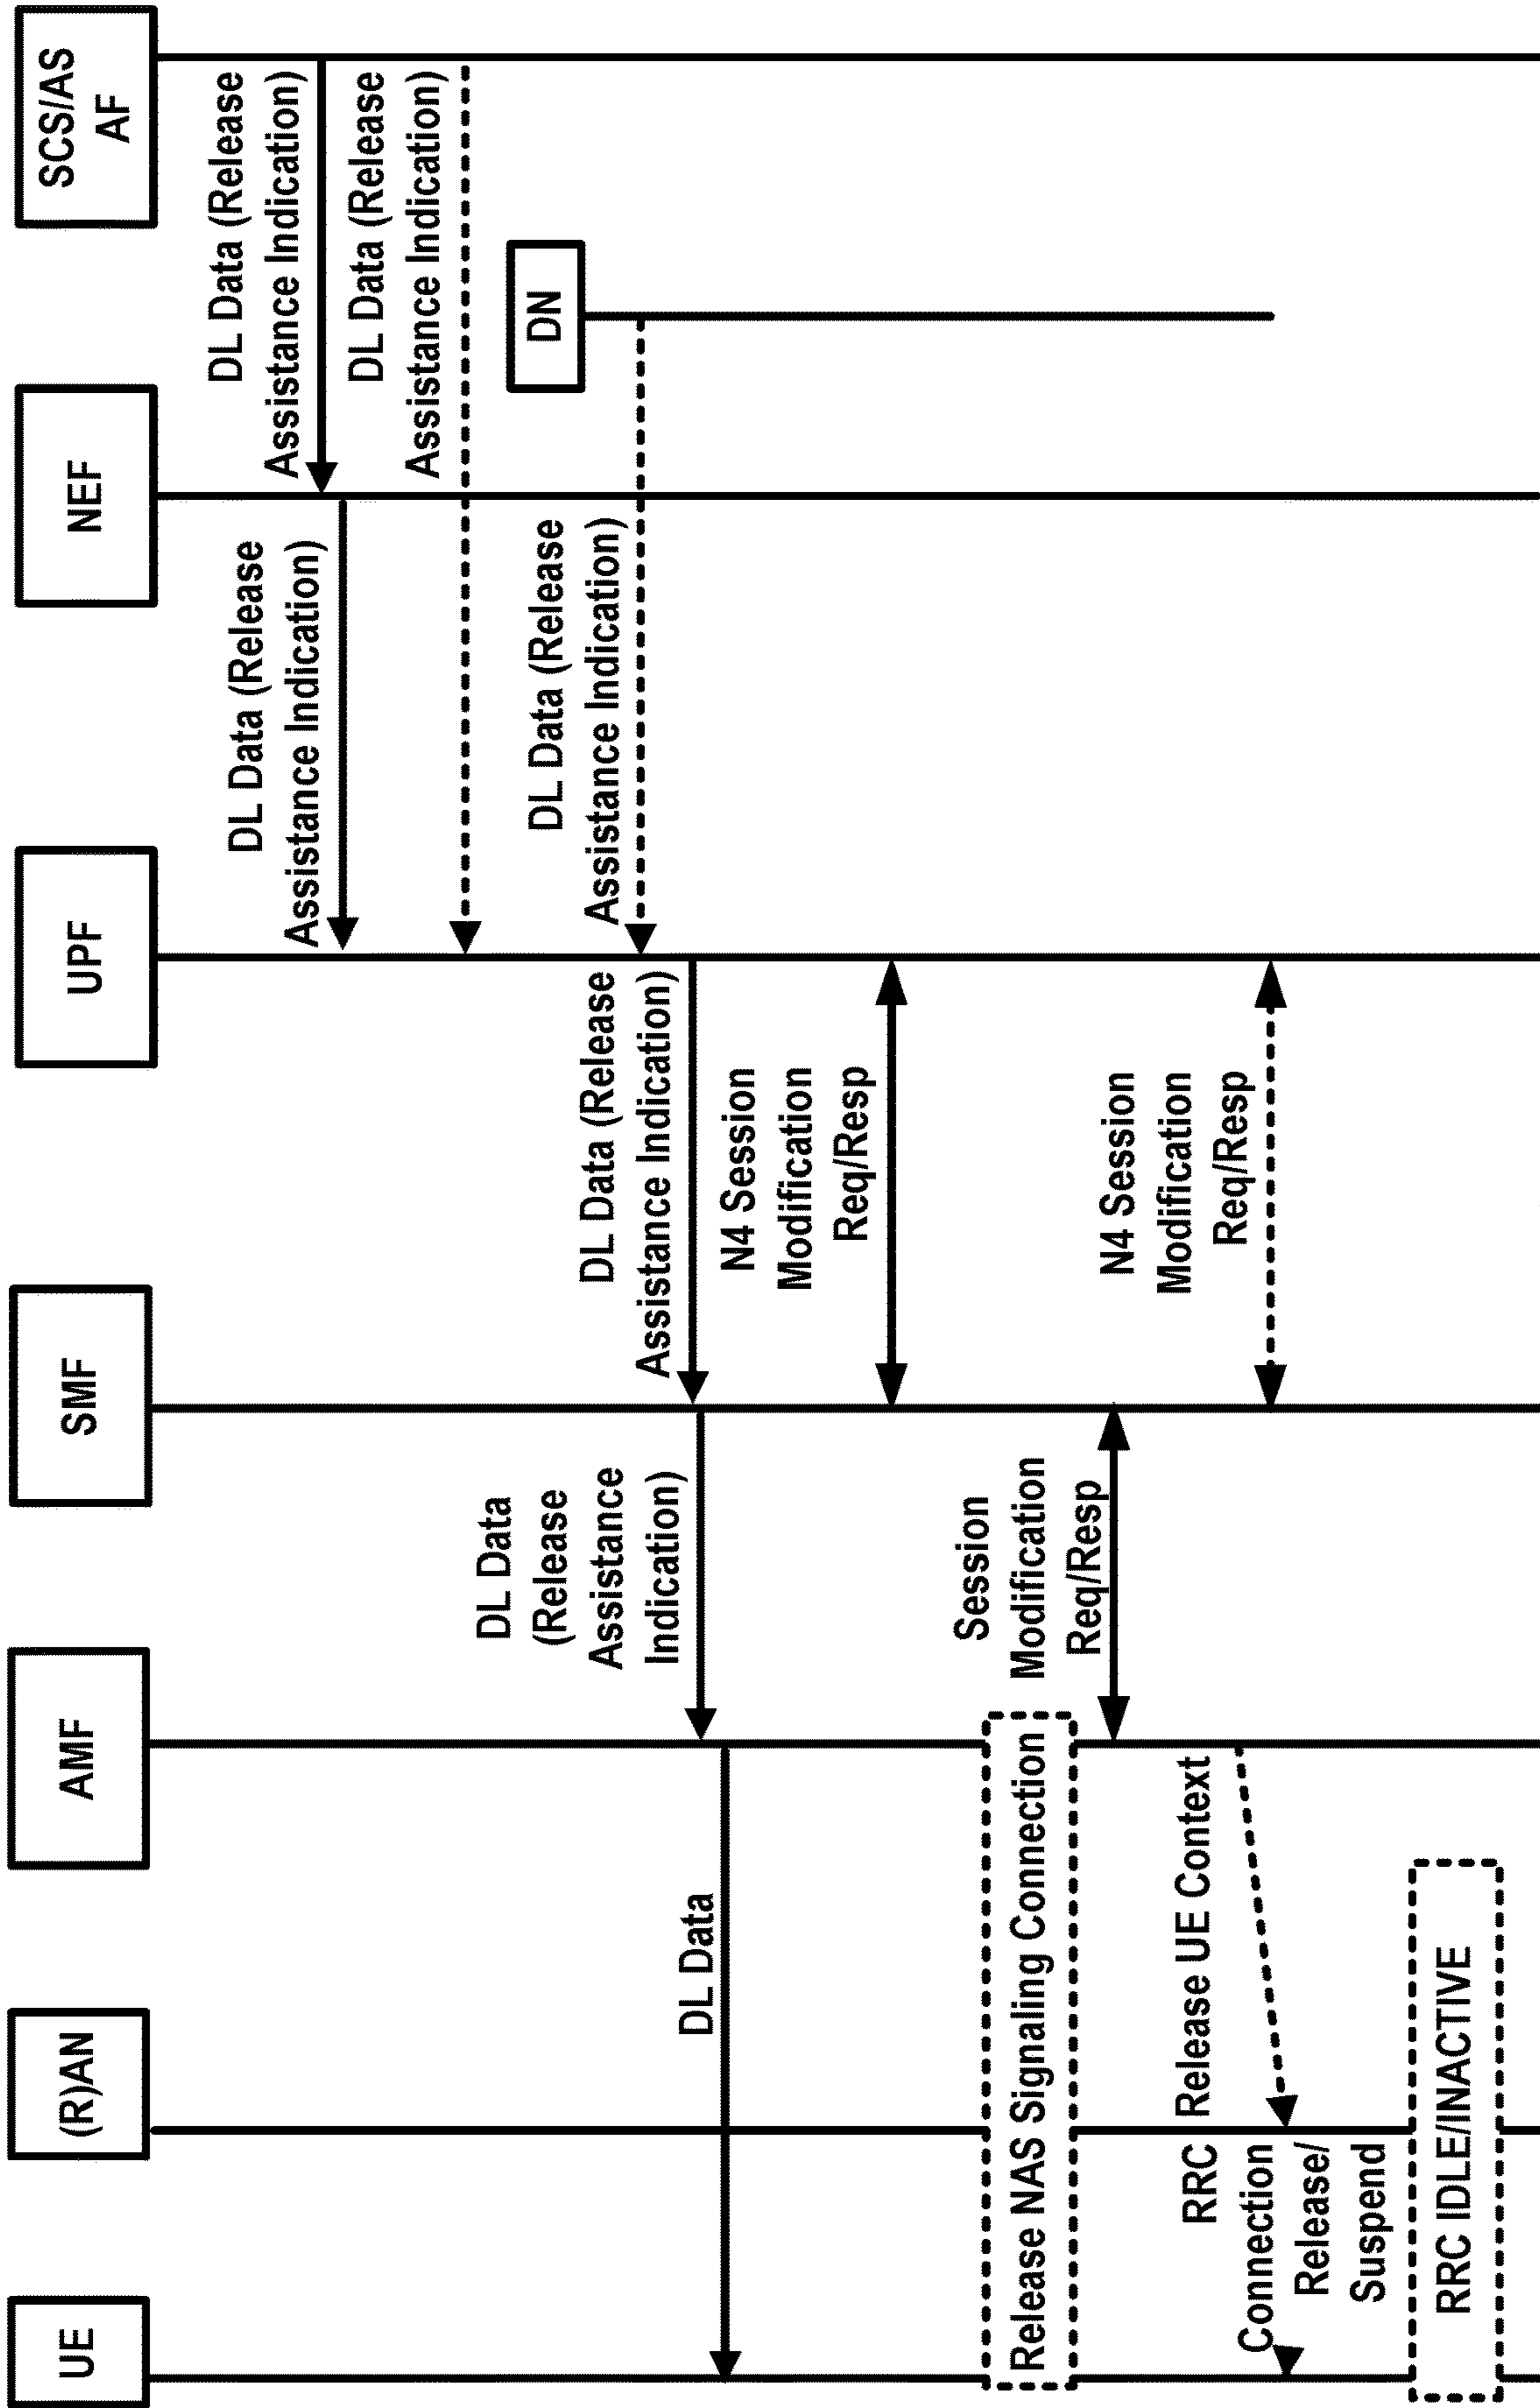 UE
(R)AN
AMF
SMF
UPF
NEF
SCS/AS
AF
DL Data (Release
Assistance Indication)
DL Data (Release
Assistance Indication)
DL Data (Release
Assistance Indication)
DN
DL Data (Release
Assistance Indication)
DL Data (Release
Assistance Indication)
DL Data
(Release
Assistance
Indication)
DL Data
N4 Session
Modification
Req/Resp
Release NAS Signaling Connection
Session
Modification
Req/Resp
N4 Session
Modification
Req/Resp
Release UE Context
RRC
Connection
Release/
Suspend
RRC IDLE/INACTIVE